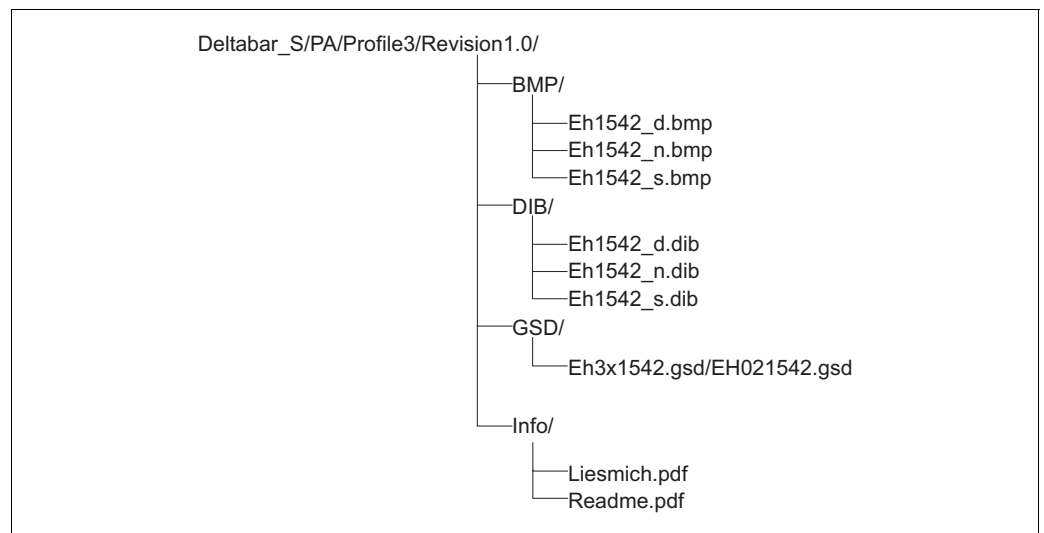 Deltabar_S/PA/Profile3/Revision1.0/
BMP/
Eh1542_d.bmp
Eh1542_n.bmp
Eh1542_s.bmp
DIB/
Eh1542_d.dib
Eh1542_n.dib
Eh1542_s.dib
GSD/
Eh3x1542.gsd/EH021542.gsd
Info/
Liesmich.pdf
Readme.pdf